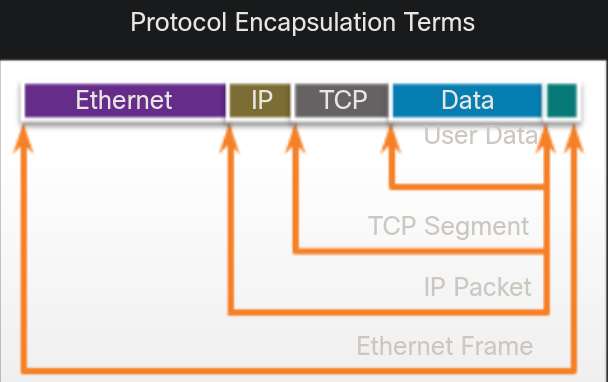 Protocol Encapsulation Terms
Ethernet IP TCP Data
User Data
TCP Segment
IP Packet
Ethernet Frame